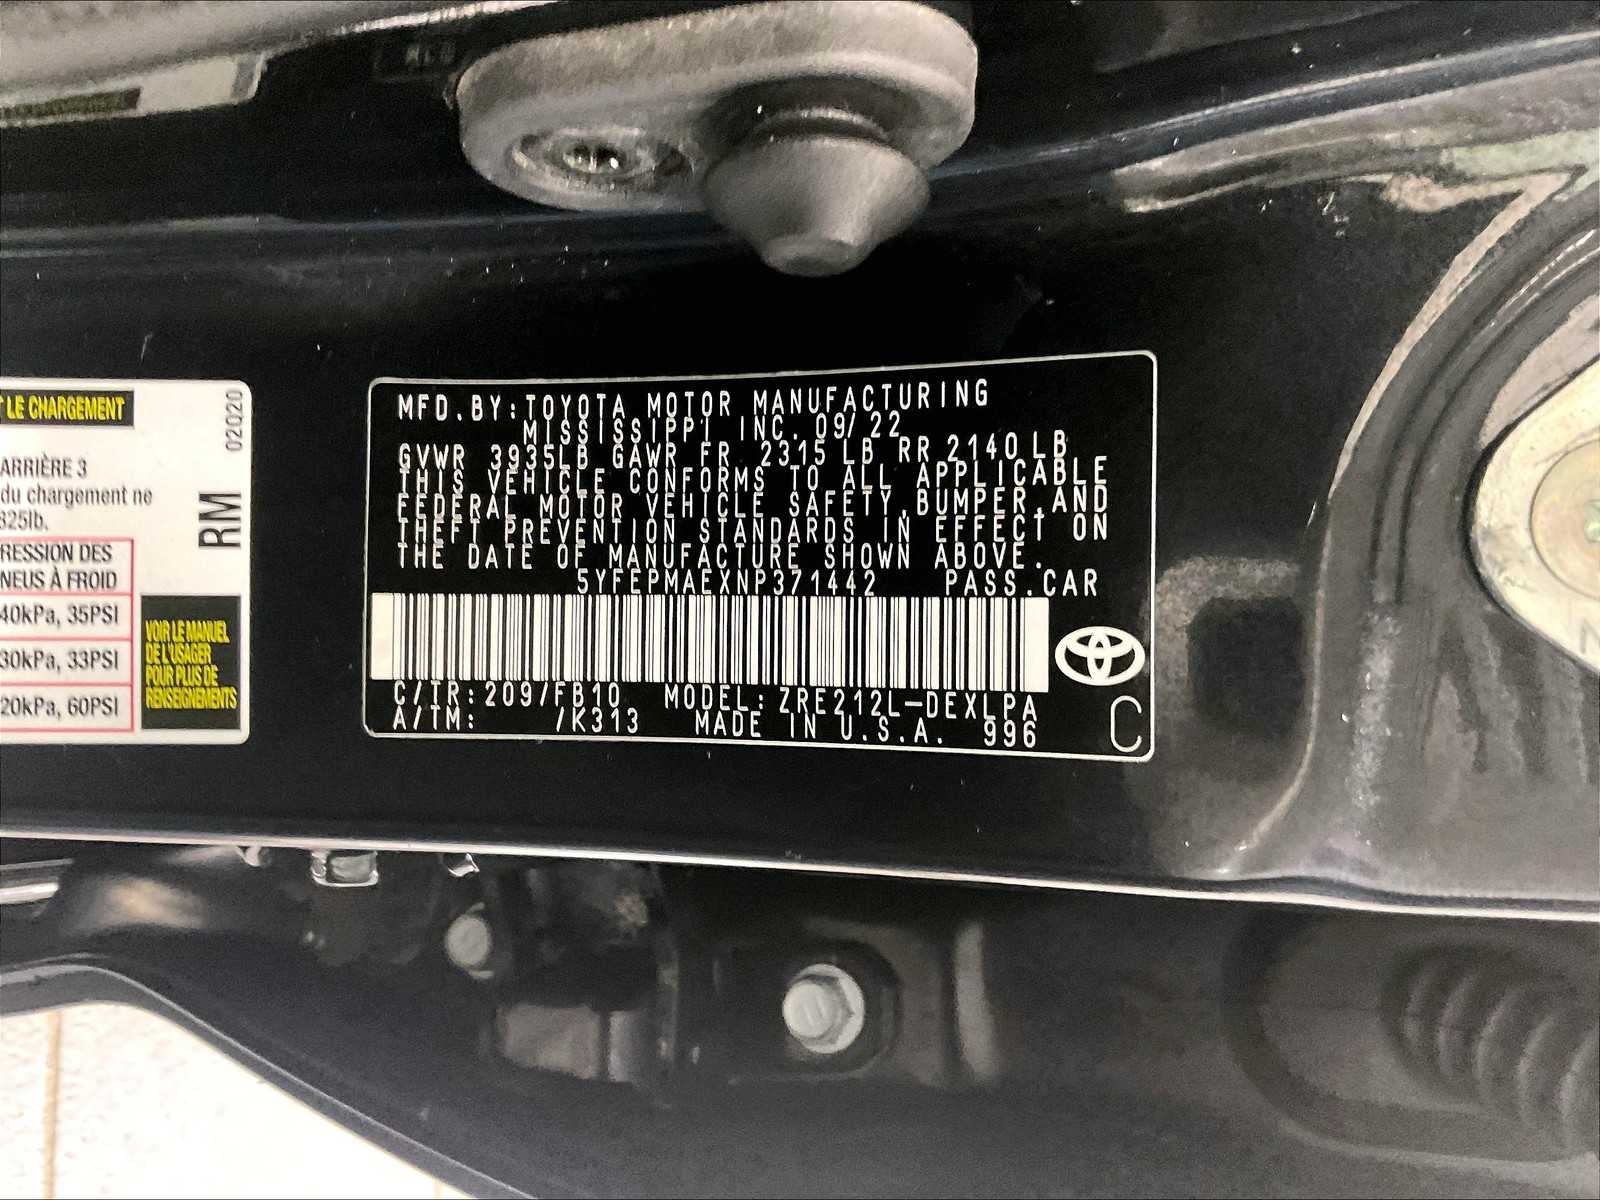 T LE CHARGEMENT
02020
ARRIÈRE 3
du chargement ne
825lb.
RM
RESSION DES
NEUS À FROID
40kPa, 35PSI
30kPa, 33PSI
20kPa, 60PSI
VOIR LE MANUEL
DE L'USAGER
POUR PLUS DE
RENSEIGNEMENTS
MFD.BY:TOYOTA MOTOR MANUFACTURING
MISSISSIPPI INC. 09/22
GVWR 3935LB GAWR FR 2315LB RR 2140LB
THIS VEHICLE CONFORMS TO ALL APPLICABLE
FEDERAL MOTOR VEHICLE SAFETY,BUMPER,AND
THEFT PREVENTION STANDARDS IN EFFECT ON
THE DATE OF MANUFACTURE SHOWN ABOVE.
5YFEPMAEXNP371442 PASS.CAR
C/TR:209/FB10 MODEL:ZRE212L-DEXLPA
A/TM: /K313 MADE IN U.S.A. 996
C